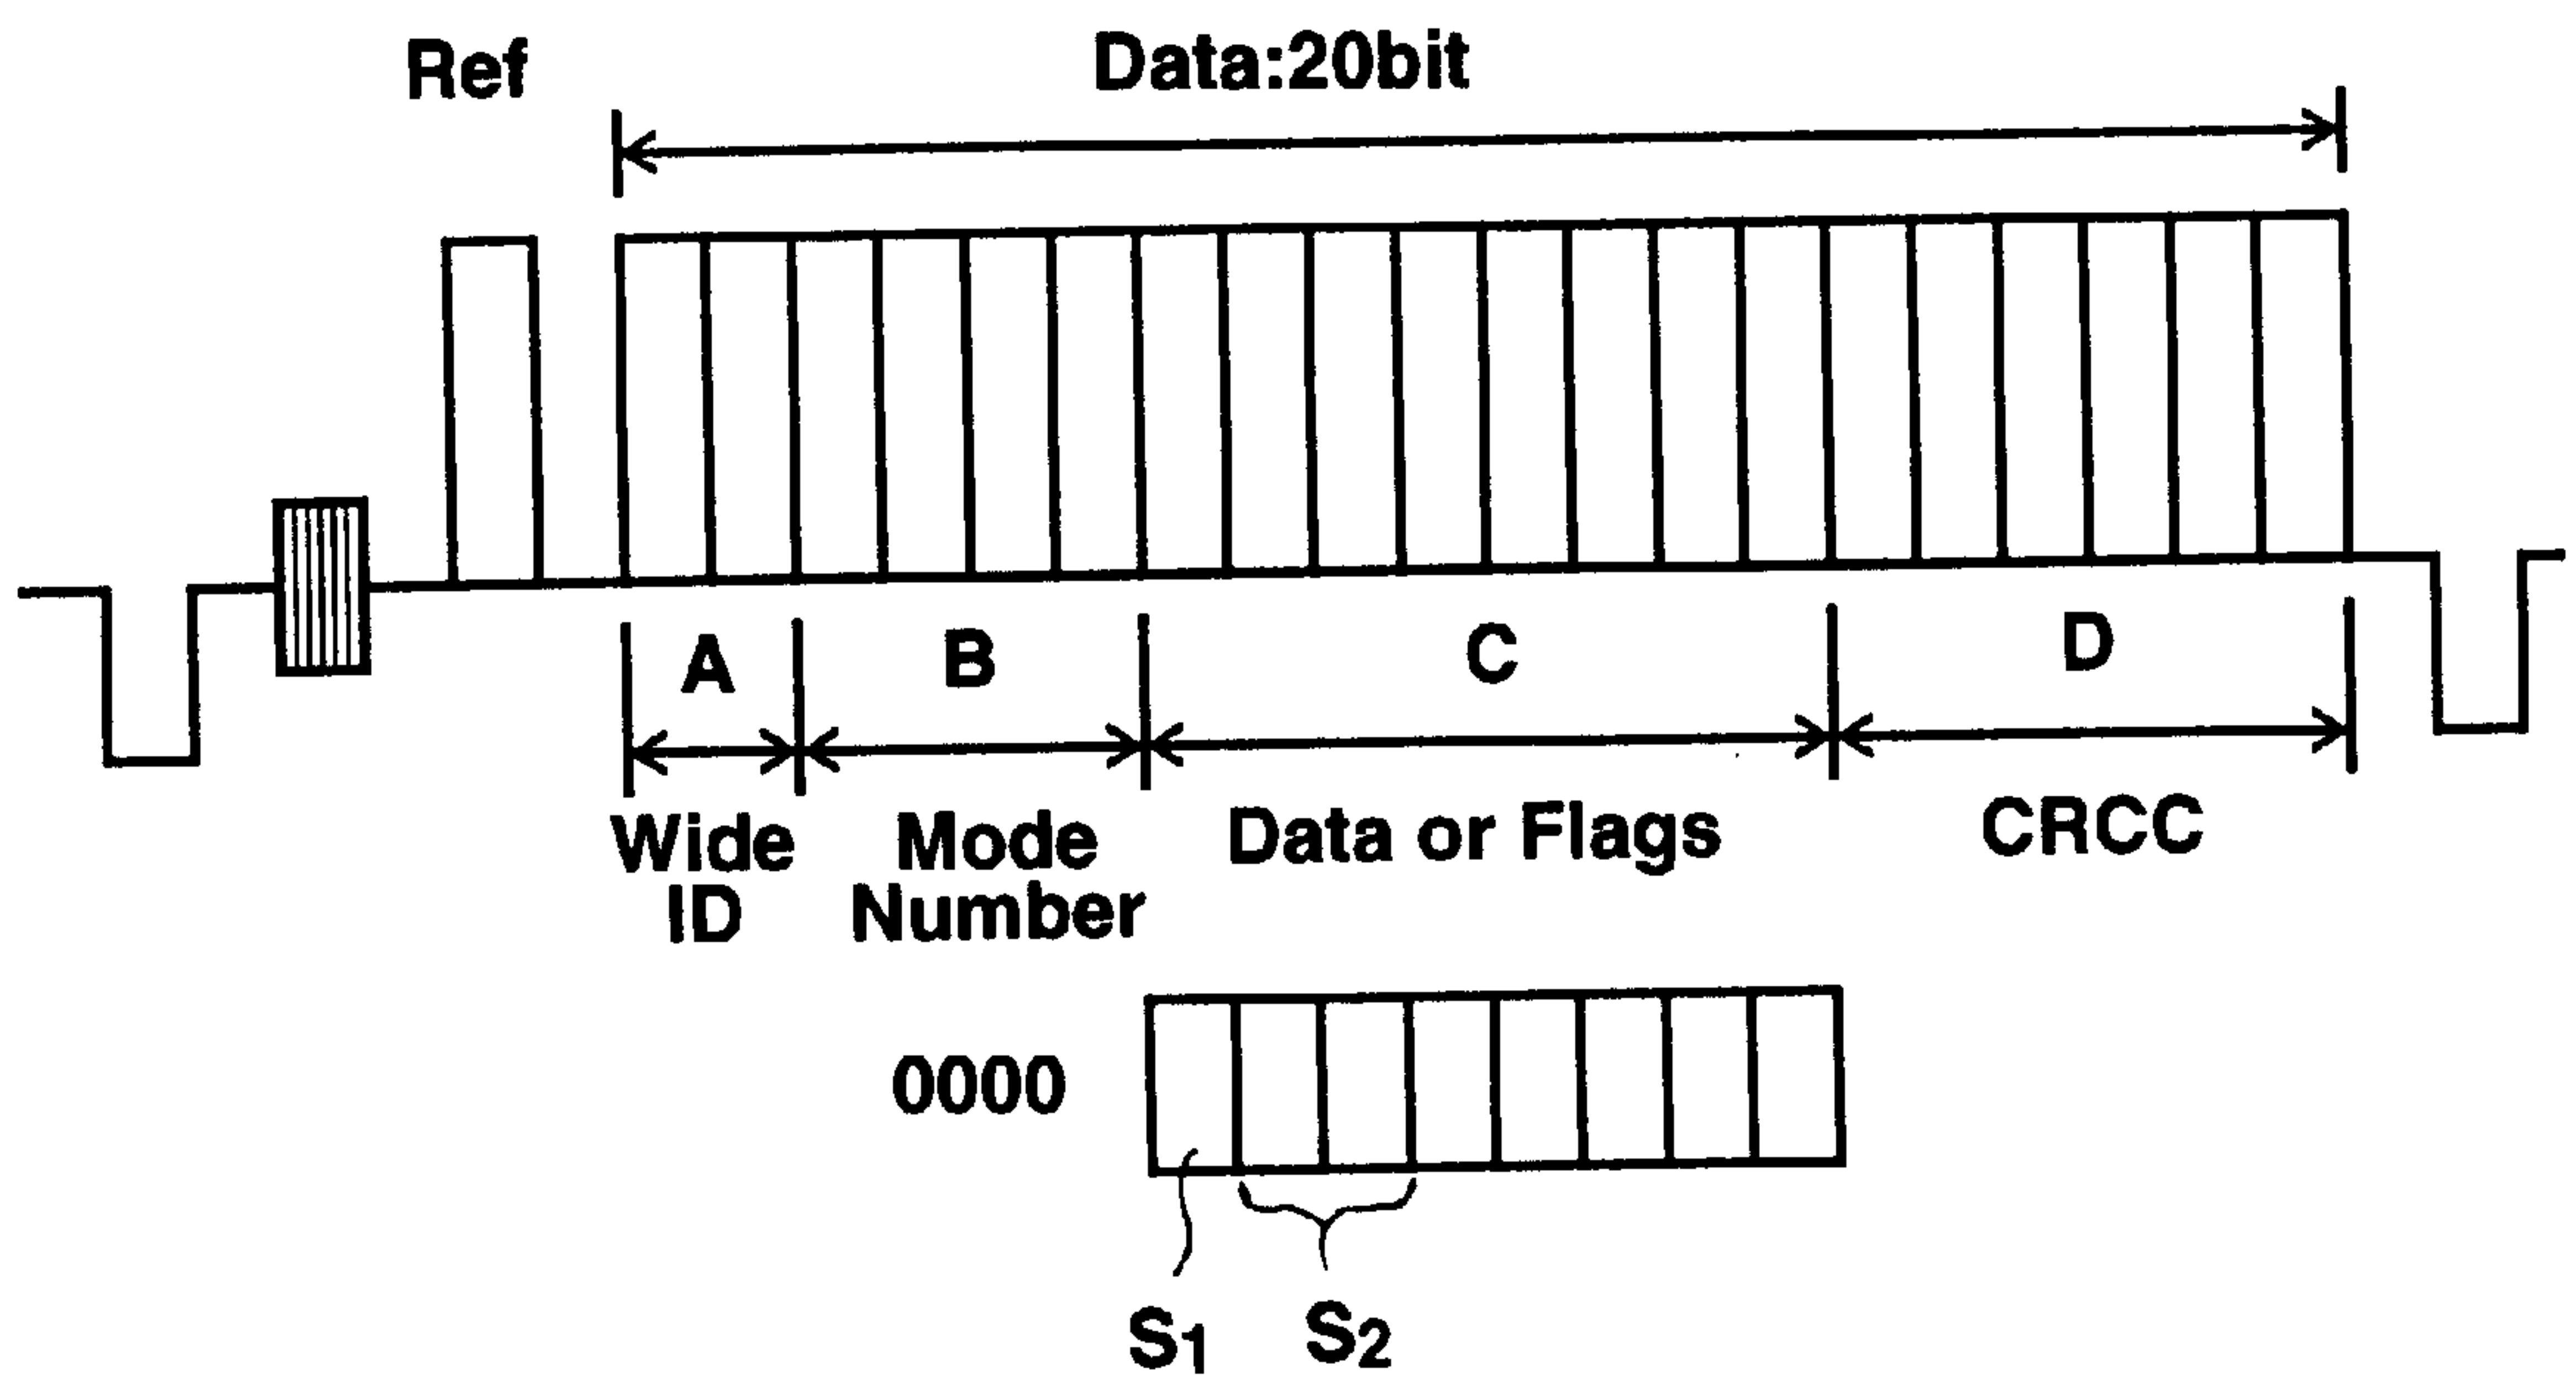 Ref
Data:20bit
A
B
C
D
Wide
ID
Mode
Number
Data or Flags
CRCC
0000
S1
S2